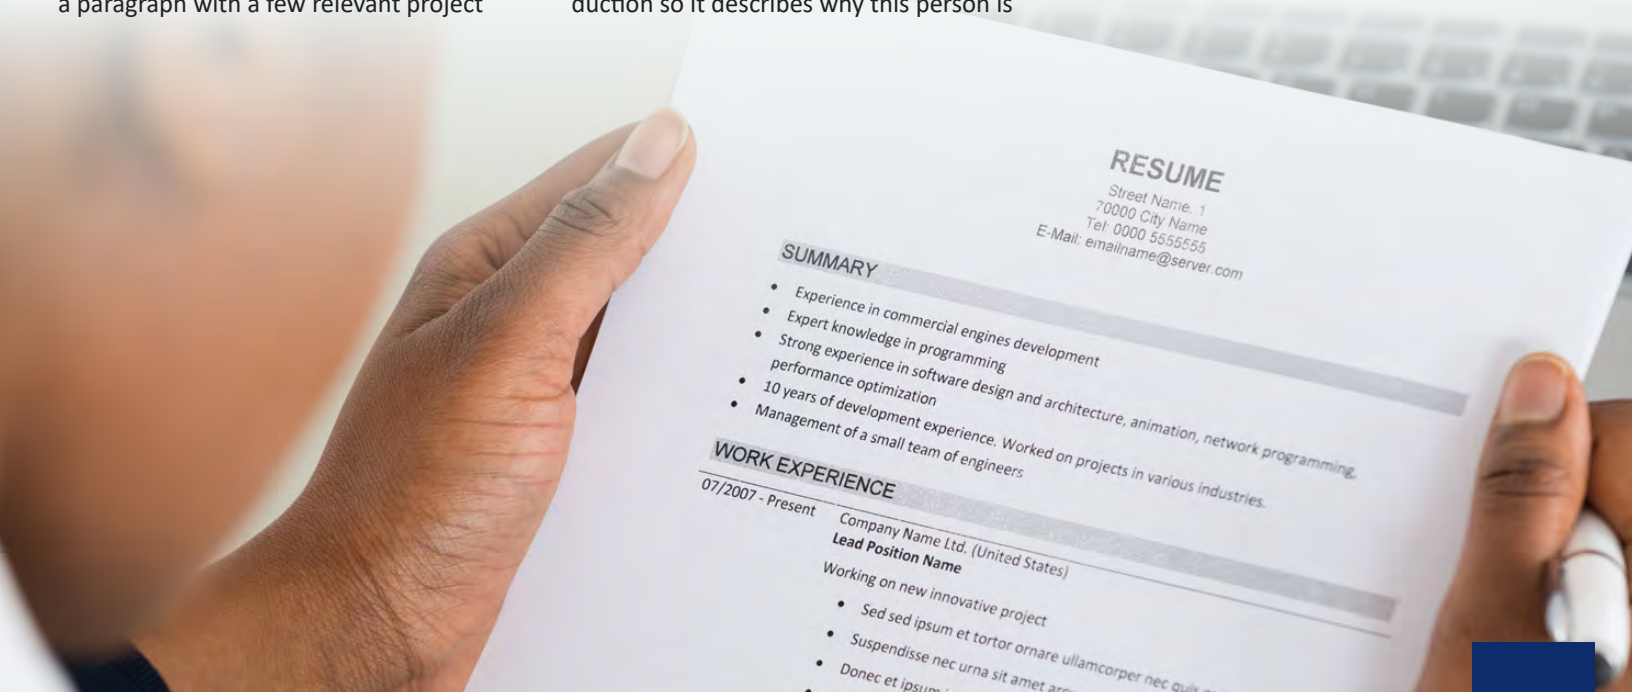 a paragraph with a few relevant project
duction so it describes why this person is
RESUME
Street Name. 1
70000 City Name
Tel: 0000 5555555
E-Mail: emailname@server.com
SUMMARY
• Experience in commercial engines development
• Expert knowledge in programming
• Strong experience in software design and architecture, animation, network programming,
performance optimization
• 10 years of development experience. Worked on projects in various industries.
• Management of a small team of engineers
WORK EXPERIENCE
07/2007 - Present
Company Name Ltd. (United States)
Lead Position Name
Working on new innovative project
• Sed sed ipsum et tortor ornare ullamcorper nec quis
• Suspendisse nec urna sit amet
• Donec et ipsum